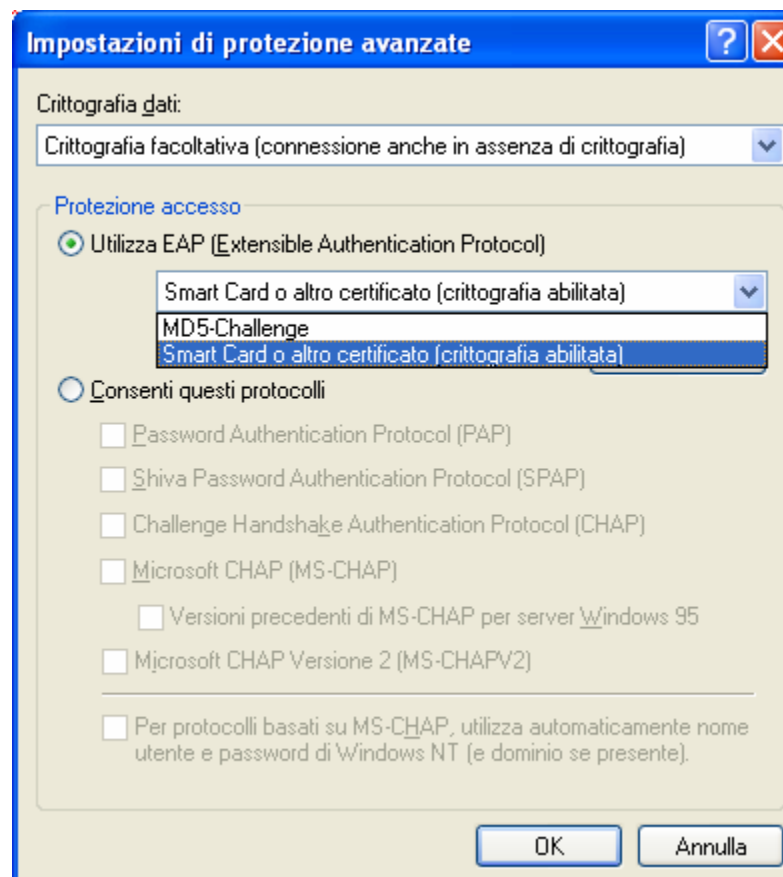 Impostazioni di protezione avanzate
Crittografia dati:
Crittografia facoltativa (connessione anche in assenza di crittografia)
Protezione accesso
Utilizza EAP (Extensible Authentication Protocol)
Smart Card o altro certificato (crittografia abilitata)
MD5-Challenge
Smart Card o altro certificato (crittografia abilitata)
Consenti questi protocolli
Password Authentication Protocol (PAP)
Shiva Password Authentication Protocol (SPAP)
Challenge Handshake Authentication Protocol (CHAP)
Microsoft CHAP (MS-CHAP)
Versioni precedenti di MS-CHAP per server Windows 95
Microsoft CHAP Versione 2 (MS-CHAPV2)
Per protocolli basati su MS-CHAP, utilizza automaticamente nome
utente e password di Windows NT (e dominio se presente).
OK Annulla